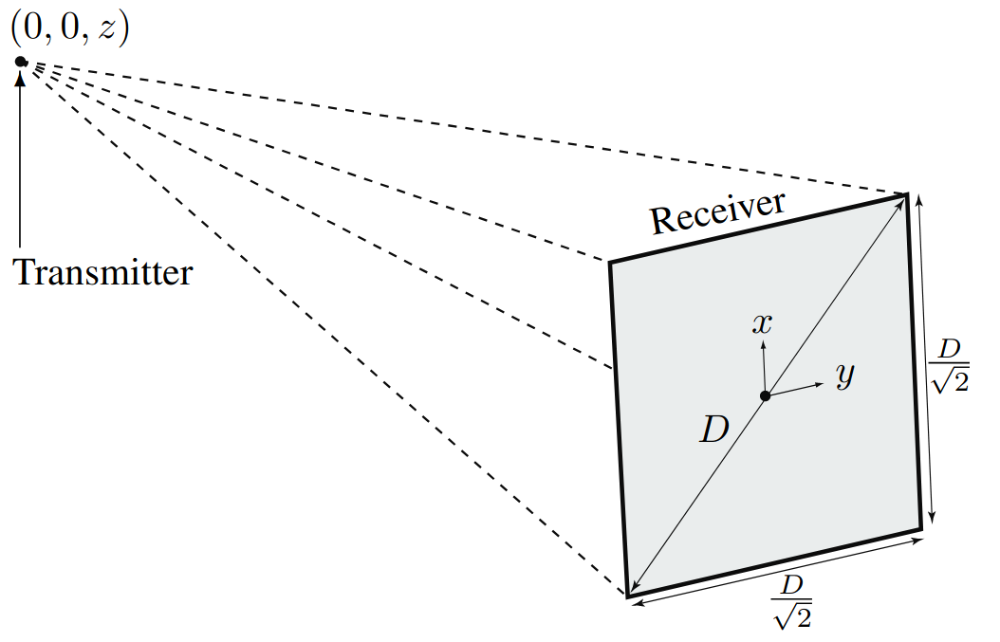 (0, 0, z)
Transmitter
Receiver
x
y
D
D/√2
D/√2